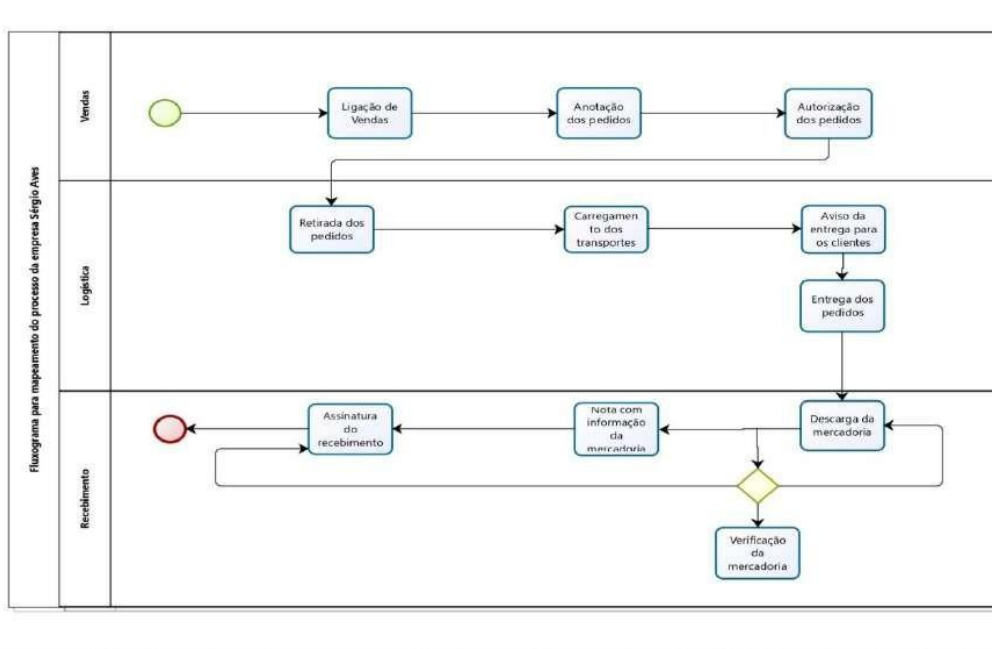 Fluxograma para mapeamento do processo da empresa Sérgio Aves
Vendas
Ligação de
Vendas
Anotação
dos pedidos
Autorização
dos pedidos
Logística
Retirada dos
pedidos
Carregamen
to dos
transportes
Aviso da
entrega para
os clientes
Entrega dos
pedidos
Recebimento
Assinatura
do
recebimento
Nota com
informação
da
mercadoria
Descarga da
mercadoria
Verificação
da
mercadoria